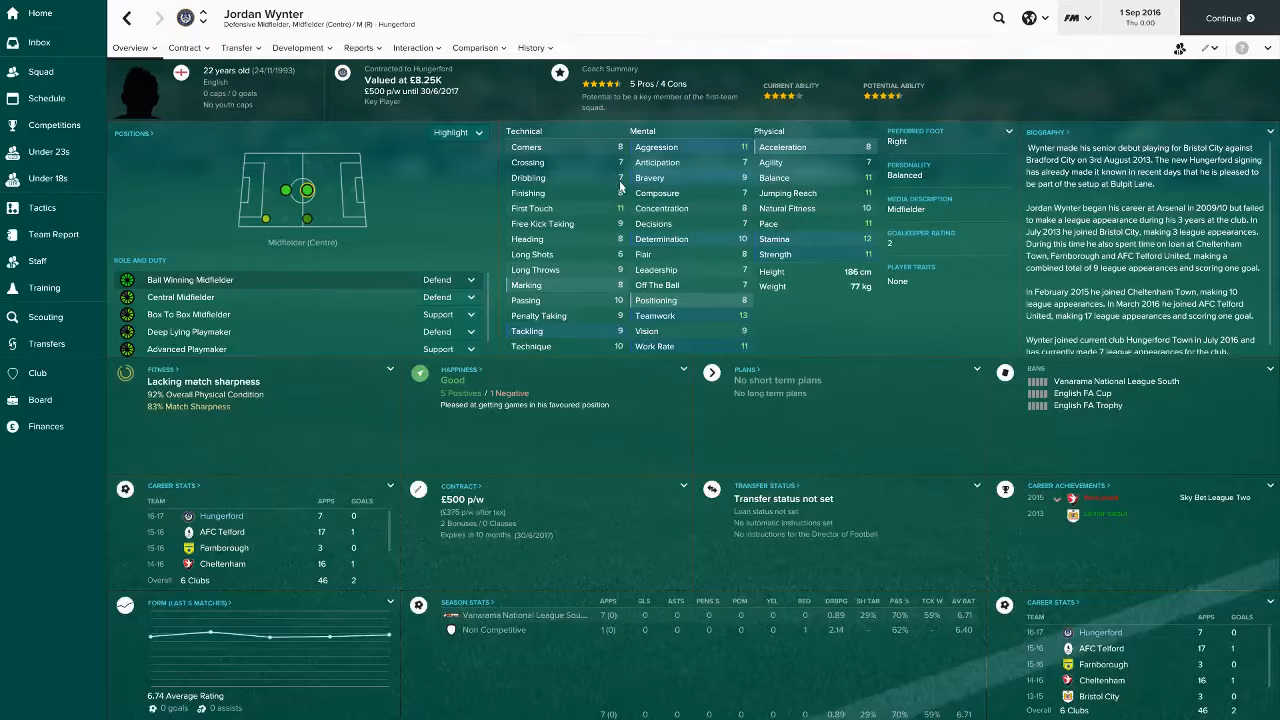 Home
Inbox
Squad
Schedule
Competitions
Under 23s
Under 18s
Tactics
Team Report
Staff
Training
Scouting
Transfers
Club
Board
Finances
Jordan Wynter
Defensive Midfielder, Midfielder (Centre) / M (R) - Hungerford
FM
1 Sep 2016
Thu 0:00
Continue
Overview Contract Transfer Development Reports Interaction Comparison History
22 years old (24/11/1993)
English
0 caps / 0 goals
No youth caps
Contracted to Hungerford
Valued at £8.25K
£500 p/w until 30/6/2017
Key Player
Coach Summary
5 Pros / 4 Cons
Potential to be a key member of the first-team
squad.
CURRENT ABILITY
POTENTIAL ABILITY
POSITIONS >
Highlight
Midfielder (Centre)
ROLE AND DUTY
Ball Winning Midfielder Defend
Central Midfielder Defend
Box To Box Midfielder Support
Deep Lying Playmaker Defend
Advanced Playmaker Support
Technical
Corners 8
Crossing 7
Dribbling 7
Finishing
First Touch 11
Free Kick Taking 9
Heading 8
Long Shots 6
Long Throws 9
Marking 8
Passing 10
Penalty Taking 9
Tackling 9
Technique 10
Mental
Aggression 11
Anticipation 7
Bravery 9
Composure 7
Concentration 8
Decisions 7
Determination 10
Flair 8
Leadership 7
Off The Ball 7
Positioning 8
Teamwork 13
Vision 9
Work Rate 11
Physical
Acceleration 8
Agility 7
Balance 11
Jumping Reach 11
Natural Fitness 10
Pace 11
Stamina 12
Strength 11
Height 186 cm
Weight 77 kg
PREFERRED FOOT
Right
PERSONALITY
Balanced
MEDIA DESCRIPTION
Midfielder
GOALKEEPER RATING
2
PLAYER TRAITS
None
BIOGRAPHY >
Wynter made his senior debut playing for Bristol City against
Bradford City on 3rd August 2013. The new Hungerford signing
has already made it known in recent days that he is pleased to
be part of the setup at Bulpit Lane.
Jordan Wynter began his career at Arsenal in 2009/10 but failed to
make a league appearance during his 3 years at the club. In
July 2013 he joined Bristol City, making 3 league appearances.
During this time he also spent time on loan at Cheltenham
Town, Farnborough and AFC Telford United, making a
combined total of 9 league appearances and scoring one goal.
In February 2015 he joined Cheltenham Town, making 10
league appearances. In March 2016 he joined AFC Telford
United, making 17 league appearances and scoring one goal.
Wynter joined current club Hungerford Town in July 2016 and
has currently made 7 league appearances for the club.
FITNESS >
Lacking match sharpness
92% Overall Physical Condition
83% Match Sharpness
HAPPINESS >
Good
5 Positives / 1 Negative
Pleased at getting games in his favoured position
PLANS >
No short term plans
No long term plans
BANS
Vanarama National League South
English FA Cup
English FA Trophy
CAREER STATS >
TEAM APPS GOALS
16-17 Hungerford 7 0
15-16 AFC Telford 17 1
15-16 Farnborough 3 0
14-16 Cheltenham 16 1
Overall 6 Clubs 46 2
CONTRACT >
£500 p/w
(£375 p/w after tax)
2 Bonuses / 0 Clauses
Expires in 10 months (30/6/2017)
TRANSFER STATUS >
Transfer status not set
Loan status not set
No automatic instructions set
No instructions for the Director of Football
CAREER ACHIEVEMENTS >
2015 Sky Bet League Two
2013
FORM (LAST 5 MATCHES) >
6.74 Average Rating
0 goals 0 assists
SEASON STATS > APPS GLS ASTS PENS S POM YEL RED DRBPG SH TAR PAS % TCK W AV RAT
Vanarama National League Sou... 7 (0) 0 0 0 0 0 0 0.89 29% 70% 59% 6.71
Non Competitive 1 (0) 0 0 0 0 0 1 2.14 - 62% - 6.40
7 (0) 0 0 0 0 0 0 0.89 29% 70% 59% 6.71
CAREER STATS >
TEAM APPS GOALS
16-17 Hungerford 7 0
15-16 AFC Telford 17 1
15-16 Farnborough 3 0
14-16 Cheltenham 16 1
13-15 Bristol City 3 0
Overall 6 Clubs 46 2